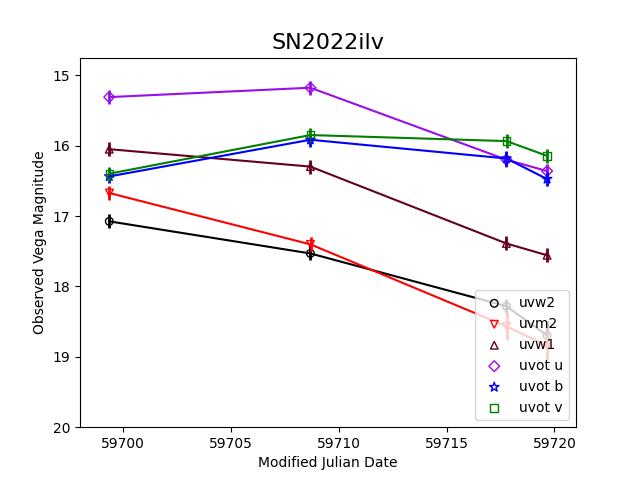 SN2022ilv
Observed Vega Magnitude
15
16
17
18
19
20
uvw2
uvm2
uvw1
uvot u
uvot b
uvot v
59700 59705 59710 59715 59720
Modified Julian Date